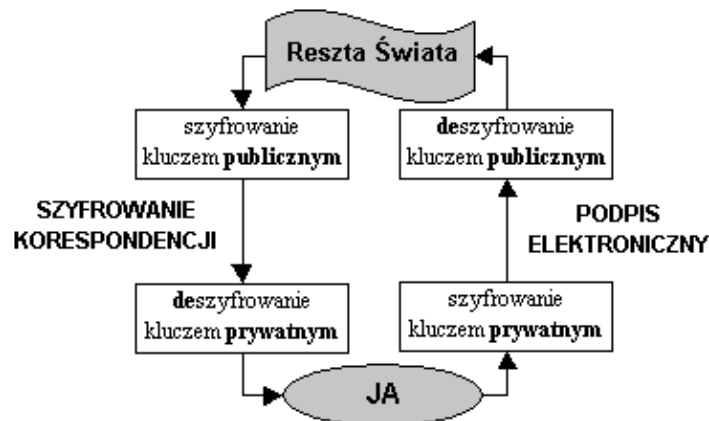 Reszta Świata
szyfrowanie
kluczem publicznym
deszyfrowanie
kluczem publicznym
SZYFROWANIE
KORESPONDENCJI
PODPIS
ELEKTRONICZNY
deszyfrowanie
kluczem prywatnym
szyfrowanie
kluczem prywatnym
JA